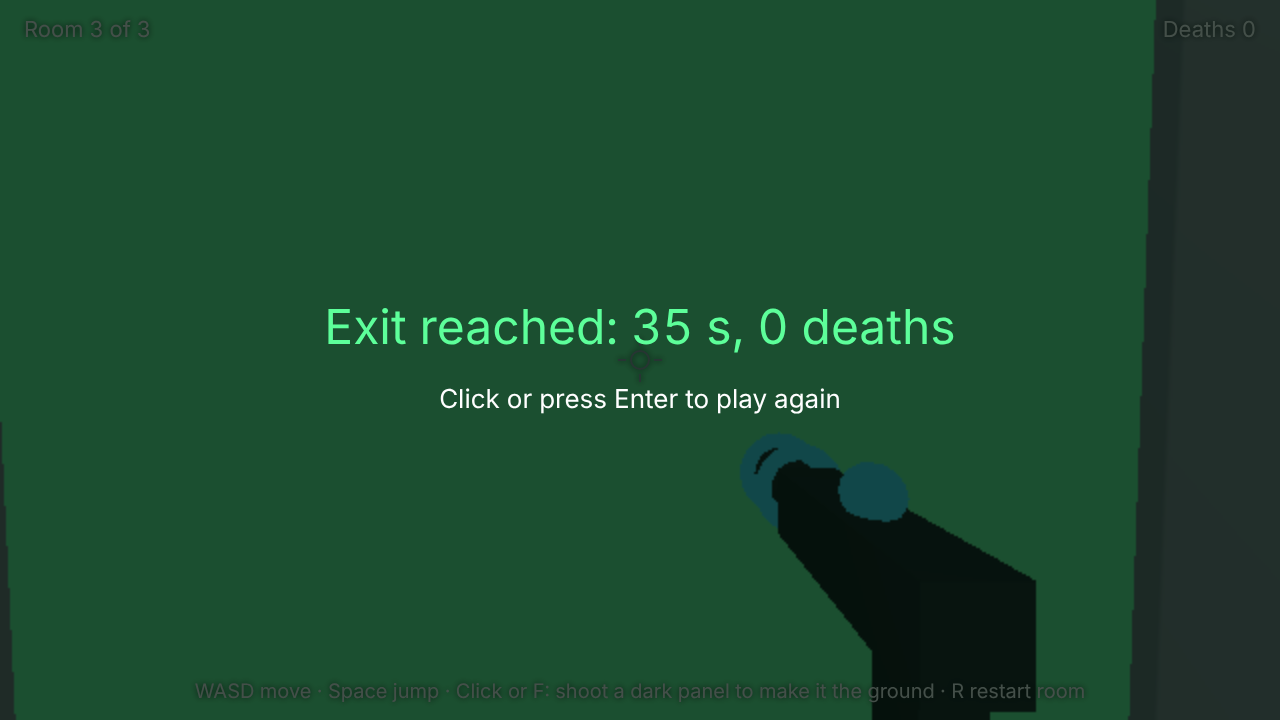 Room 3 of 3
Deaths 0
Exit reached: 35 s, 0 deaths
Click or press Enter to play again
WASD move · Space jump · Click or F: shoot a dark panel to make it the ground · R restart room